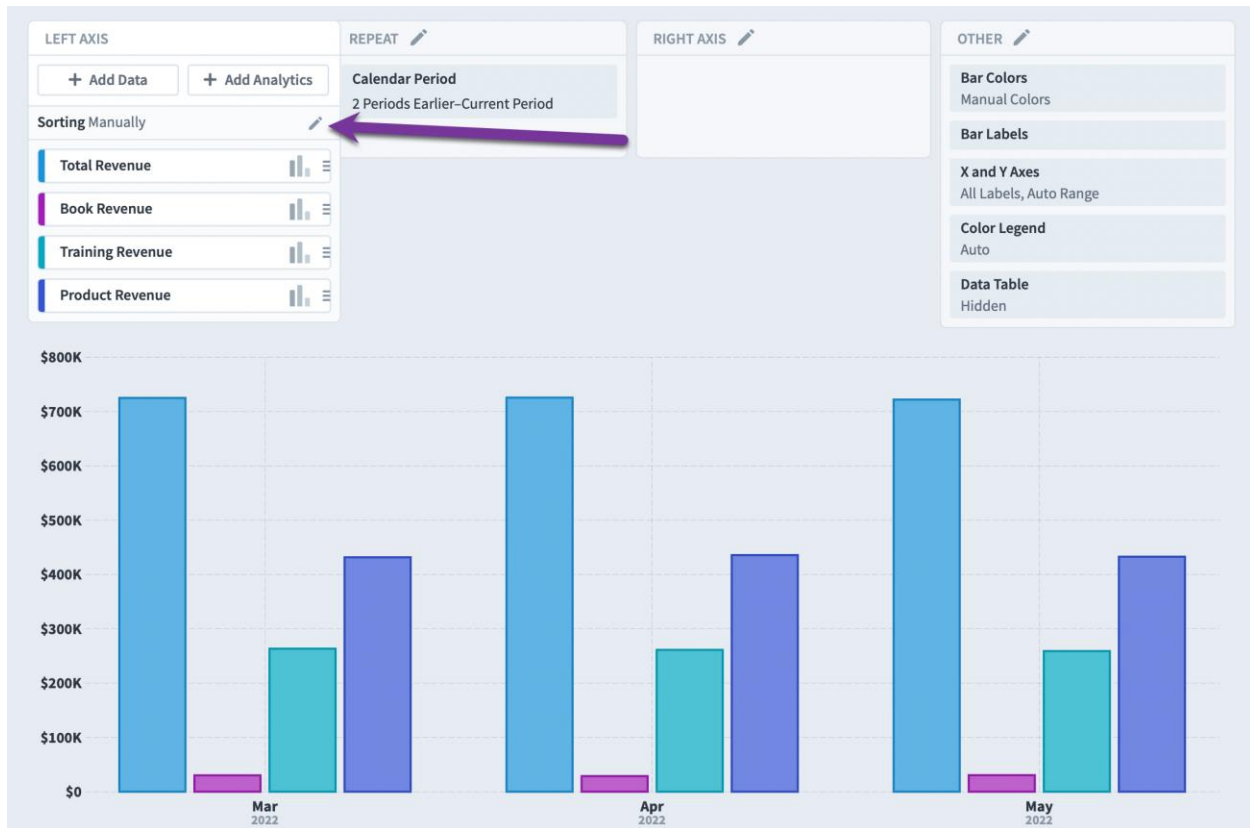 LEFT AXIS
+ Add Data
+ Add Analytics
Sorting Manually
Total Revenue
Book Revenue
Training Revenue
Product Revenue
REPEAT
Calendar Period
2 Periods Earlier–Current Period
RIGHT AXIS
OTHER
Bar Colors
Manual Colors
Bar Labels
X and Y Axes
All Labels, Auto Range
Color Legend
Auto
Data Table
Hidden
$800K
$700K
$600K
$500K
$400K
$300K
$200K
$100K
$0
Mar
2022
Apr
2022
May
2022